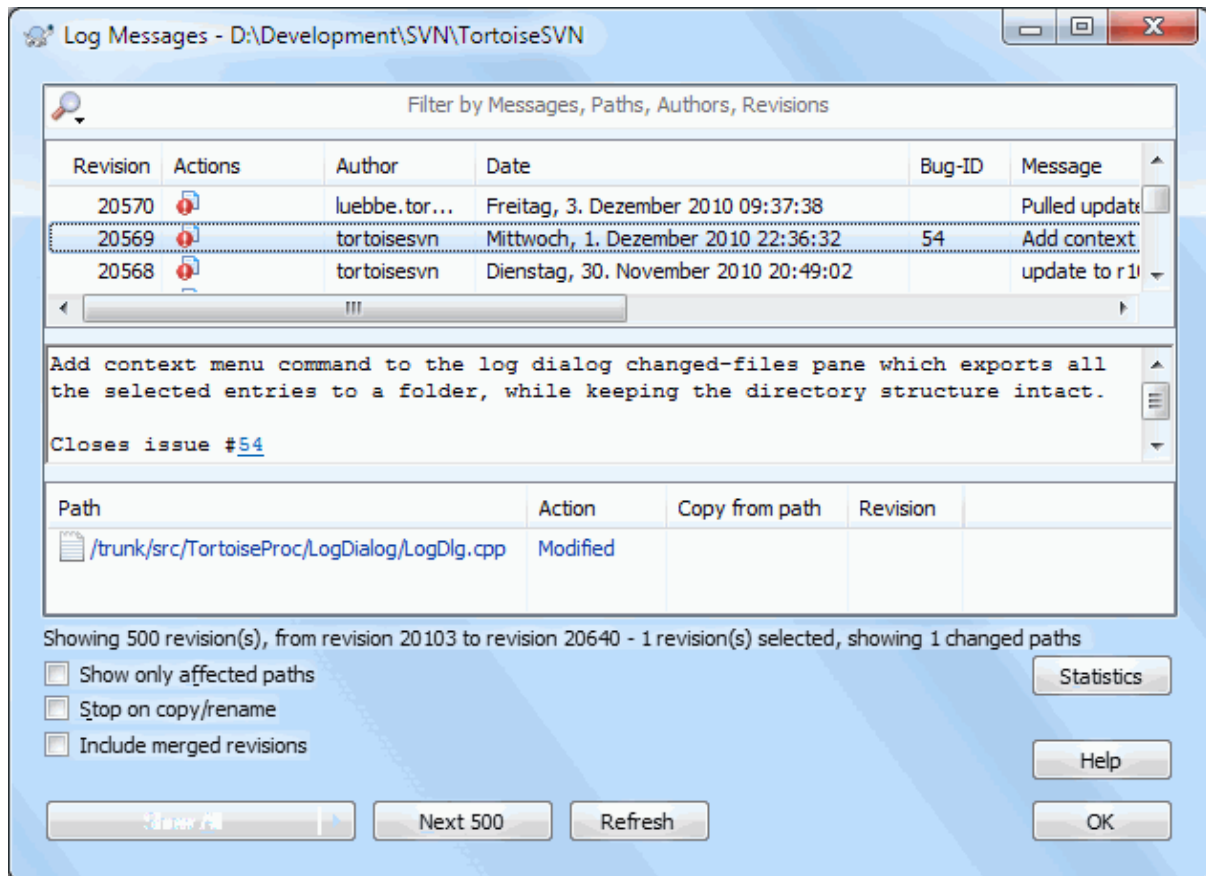 Log Messages - D:\Development\SVN\TortoiseSVN
Filter by Messages, Paths, Authors, Revisions
Revision Actions Author Date Bug-ID Message
20570 luebbe.tor... Freitag, 3. Dezember 2010 09:37:38 Pulled update
20569 tortoisesvn Mittwoch, 1. Dezember 2010 22:36:32 54 Add context
20568 tortoisesvn Dienstag, 30. November 2010 20:49:02 update to
Add context menu command to the log dialog changed-files pane which exports all
the selected entries to a folder, while keeping the directory structure intact.
Closes issue #54
Path Action Copy from path Revision
/trunk/src/TortoiseProc/LogDialog/LogDlg.cpp Modified
Showing 500 revision(s), from revision 20103 to revision 20640 - 1 revision(s) selected, showing 1 changed paths
Show only affected paths
Statistics
Stop on copy/rename
Include merged revisions
Help
Next 500 Refresh OK